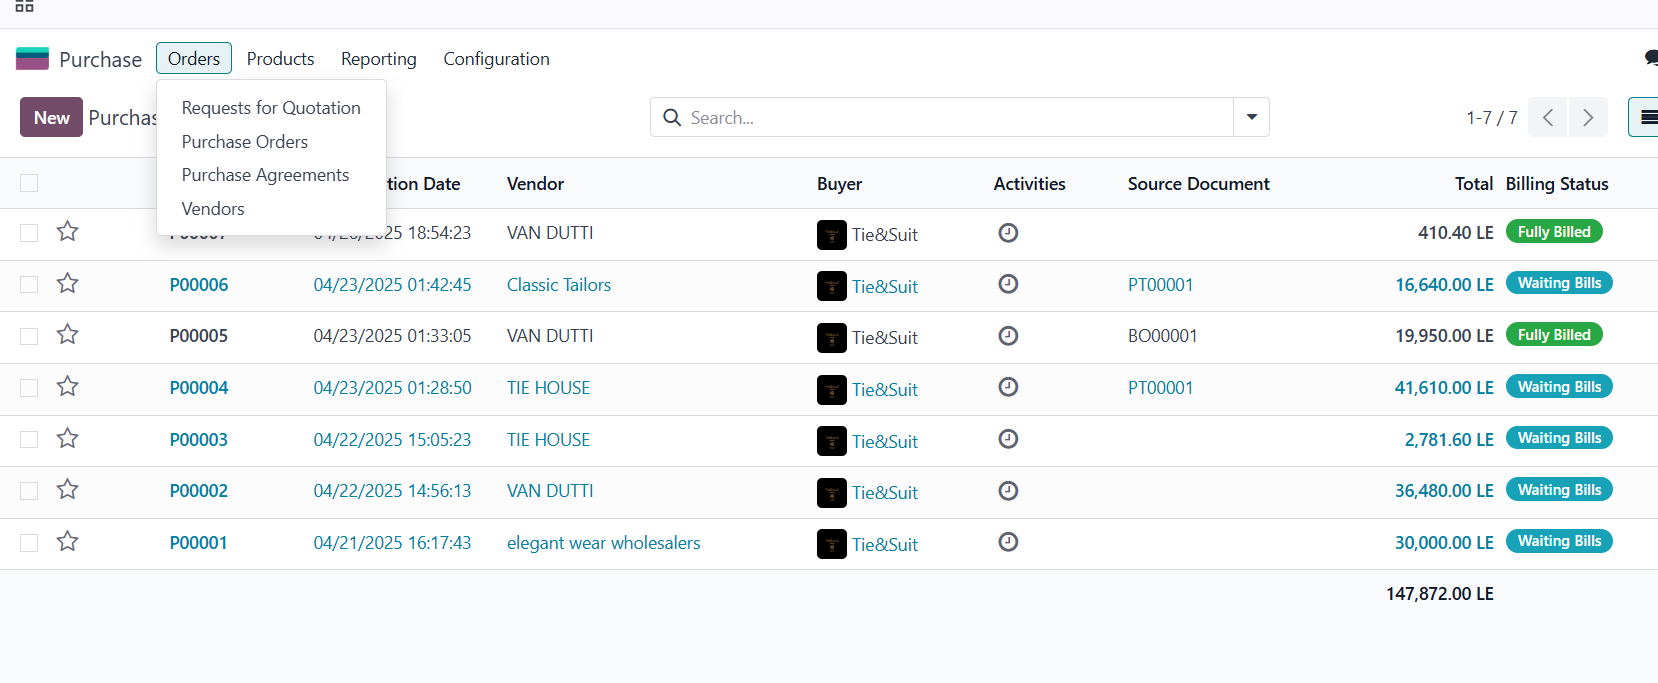 Purchase Orders Products Reporting Configuration
New Purchas
Requests for Quotation
Purchase Orders
Purchase Agreements
Vendors
Search...
1-7 / 7
tion Date Vendor Buyer Activities Source Document Total Billing Status
18:54:23 VAN DUTTI Tie&Suit 410.40 LE Fully Billed
P00006 04/23/2025 01:42:45 Classic Tailors Tie&Suit PT00001 16,640.00 LE Waiting Bills
P00005 04/23/2025 01:33:05 VAN DUTTI Tie&Suit BO00001 19,950.00 LE Fully Billed
P00004 04/23/2025 01:28:50 TIE HOUSE Tie&Suit PT00001 41,610.00 LE Waiting Bills
P00003 04/22/2025 15:05:23 TIE HOUSE Tie&Suit 2,781.60 LE Waiting Bills
P00002 04/22/2025 14:56:13 VAN DUTTI Tie&Suit 36,480.00 LE Waiting Bills
P00001 04/21/2025 16:17:43 elegant wear wholesalers Tie&Suit 30,000.00 LE Waiting Bills
147,872.00 LE